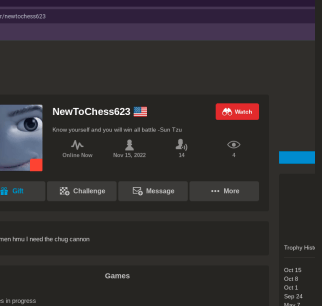 r/newtochess623
NewToChess623
Watch
Know yourself and you will win all battle -Sun Tzu
Online Now
Nov 15, 2022
14
4
Gift
Challenge
Message
More
men hmu I need the chug cannon
Trophy Hist
Games
Oct 15
Oct 8
Oct 1
Sep 24
s in progress
May 7